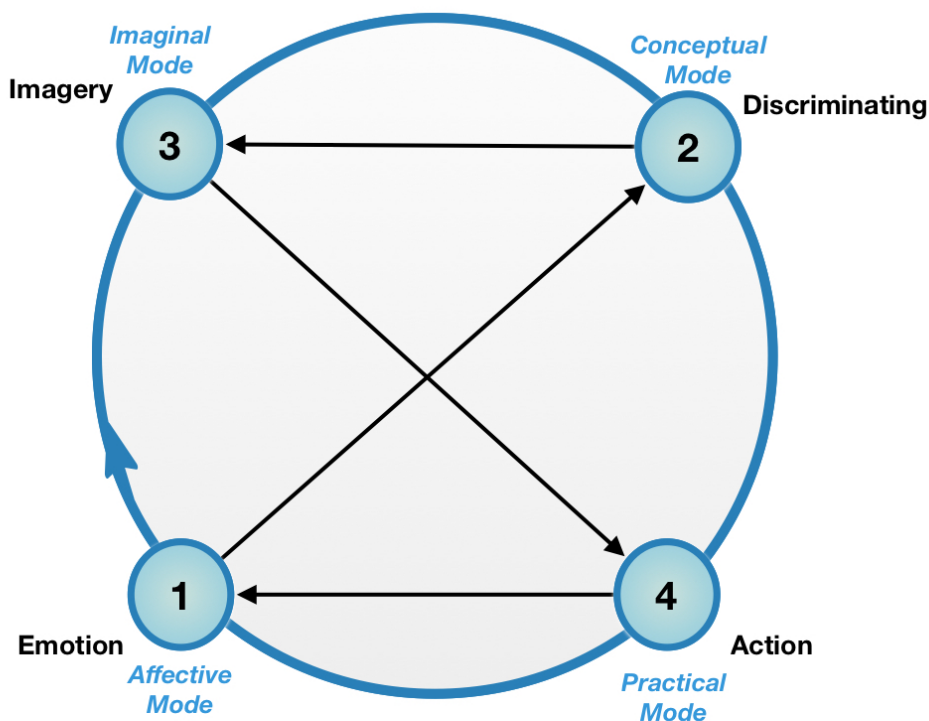 Imaginal
Mode
Imagery
3
Conceptual
Mode
Discriminating
2
1
Emotion
Affective
Mode
4
Action
Practical
Mode